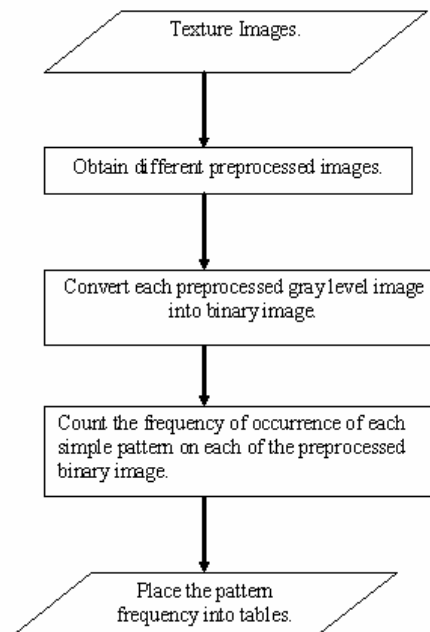 Texture Images.
Obtain different preprocessed images.
Convert each preprocessed gray level image
into binary image.
Count the frequency of occurrence of each
simple pattern on each of the preprocessed
binary image.
Place the pattern
frequency into tables.